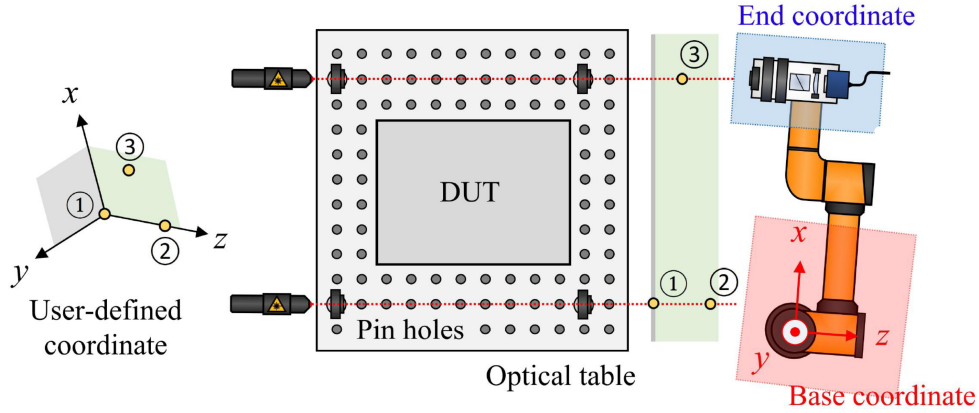 End coordinate
③
x
③
①
②
z
y
User-defined
coordinate
DUT
①
②
Pin holes
Optical table
x
y
z
Base coordinate